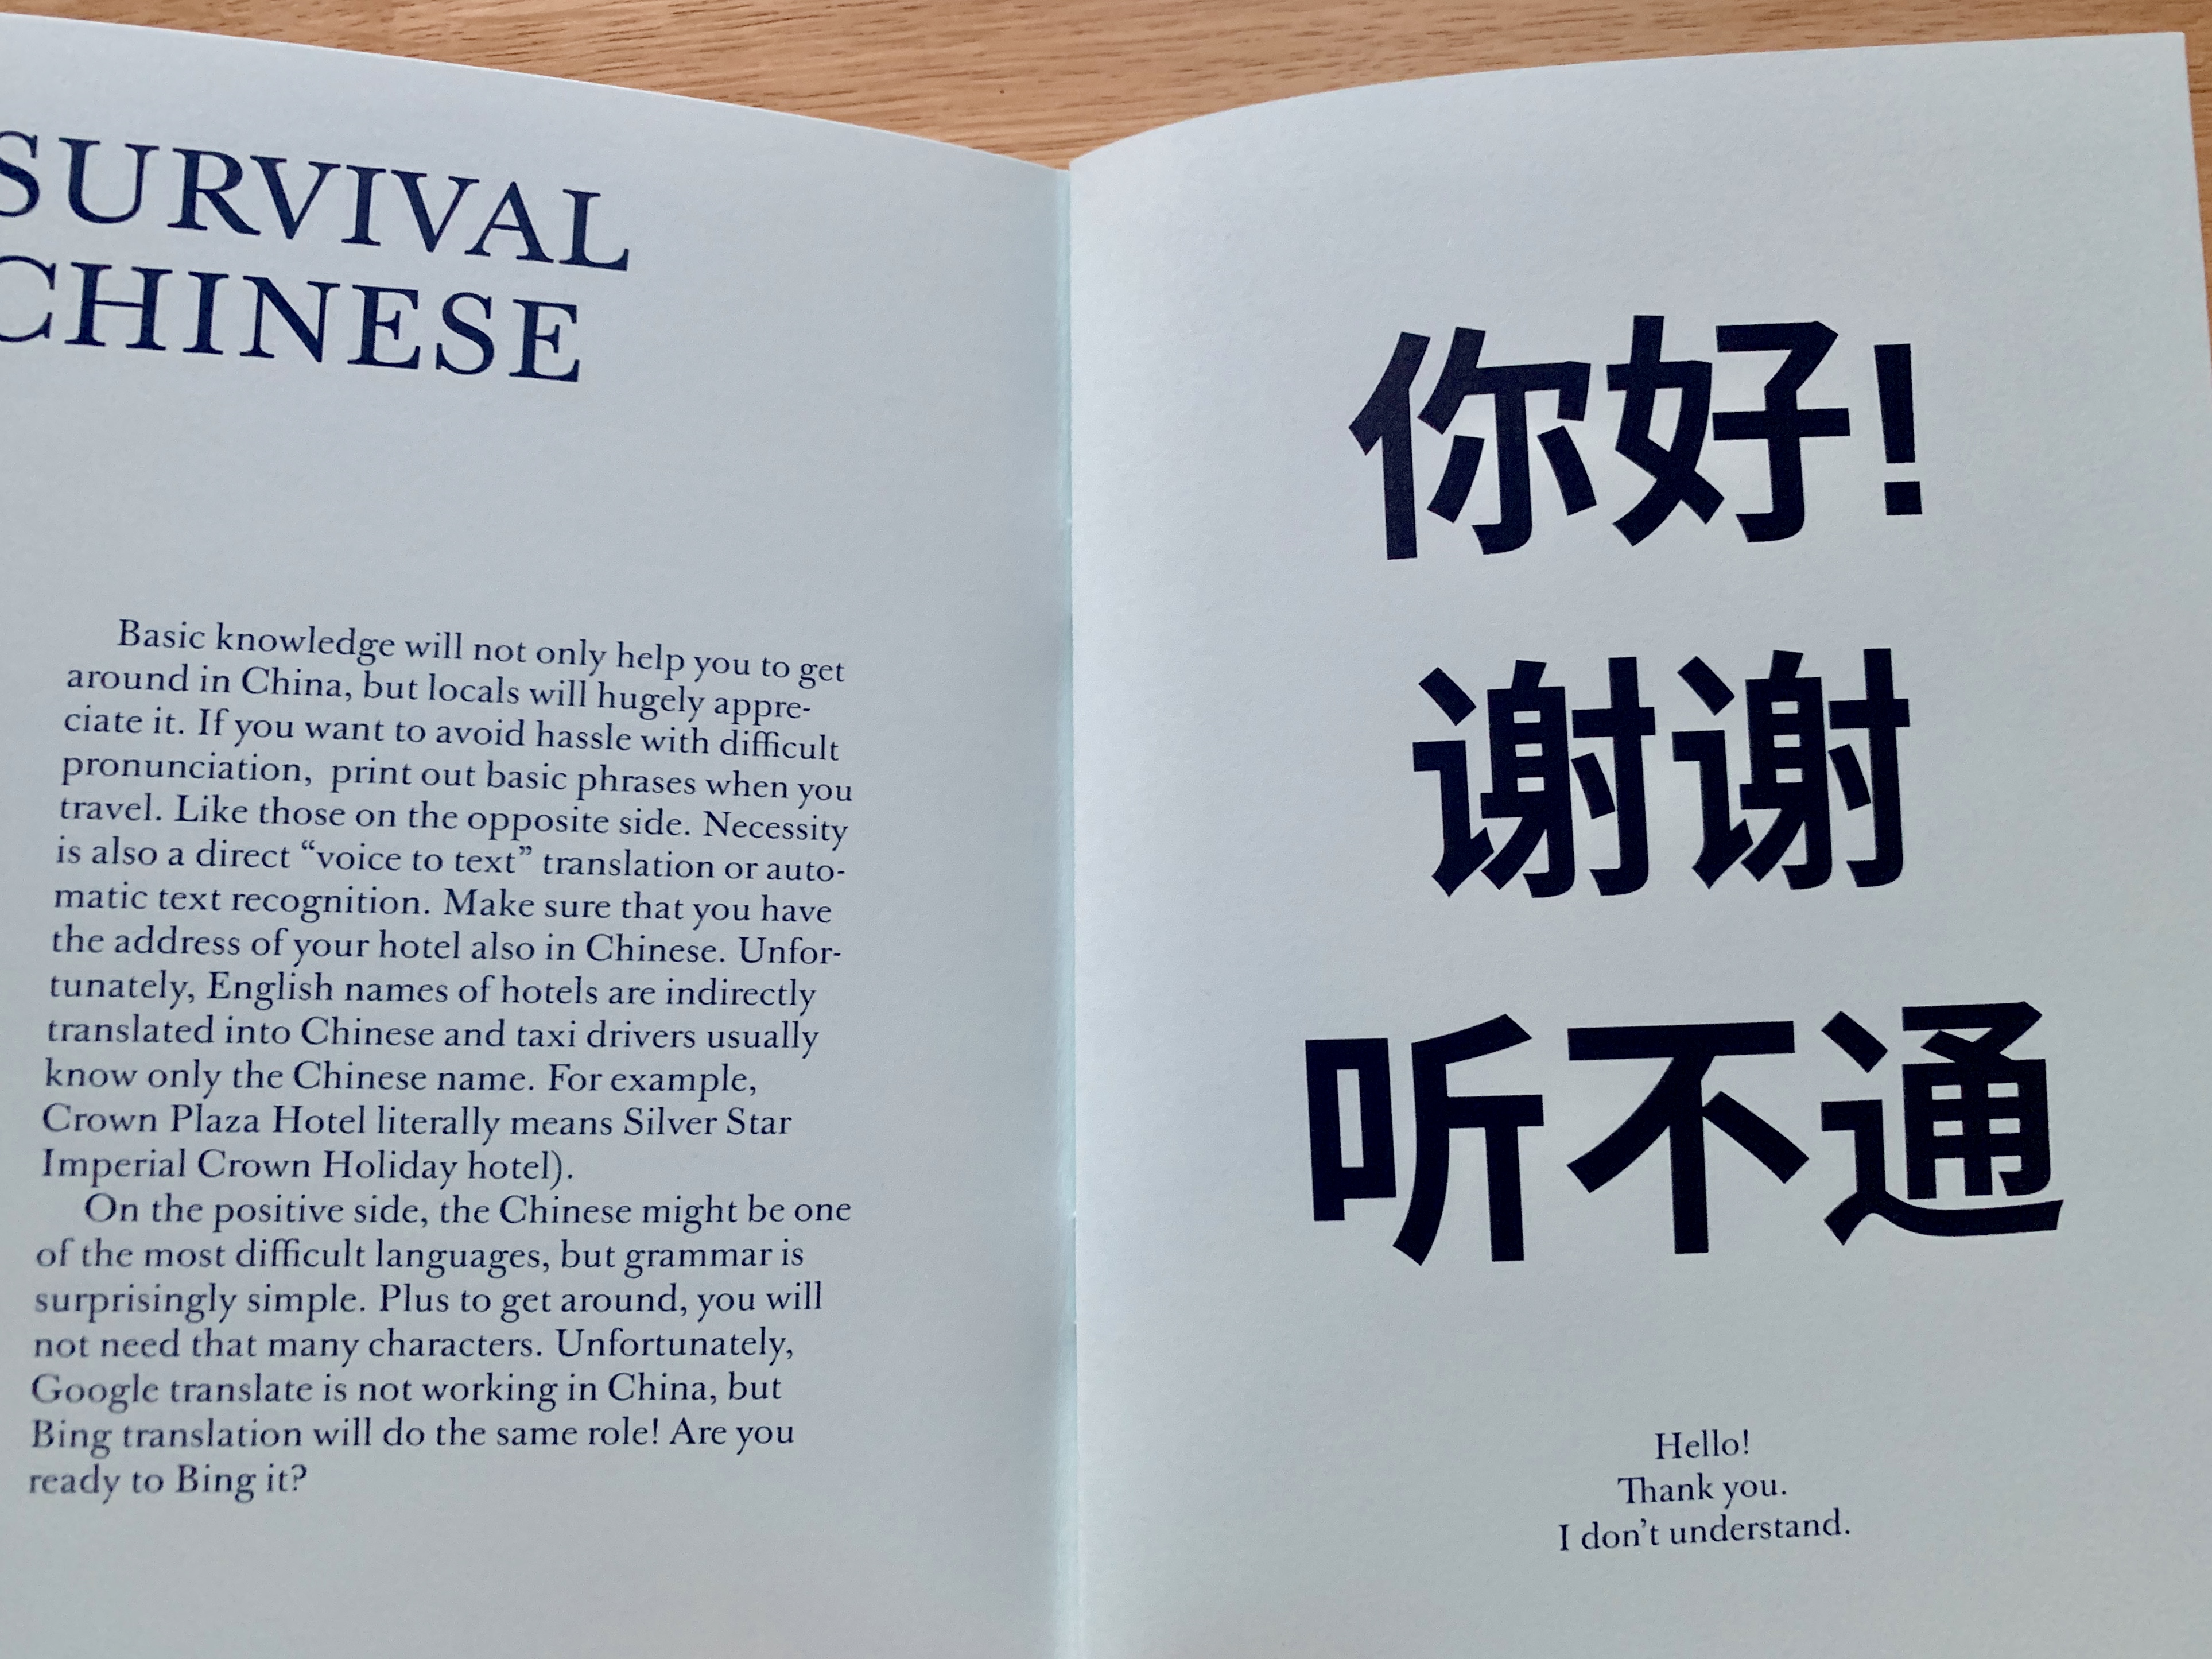 SURVIVAL
CHINESE
Basic knowledge will not only help you to get
around in China, but locals will hugely appre-
ciate it. If you want to avoid hassle with difficult
pronunciation, print out basic phrases when you
travel. Like those on the opposite side. Necessity
is also a direct “voice to text” translation or auto-
matic text recognition. Make sure that you have
the address of your hotel also in Chinese. Unfor-
tunately, English names of hotels are indirectly
translated into Chinese and taxi drivers usually
know only the Chinese name. For example,
Crown Plaza Hotel literally means Silver Star
Imperial Crown Holiday hotel).
On the positive side, the Chinese might be one
of the most difficult languages, but grammar is
surprisingly simple. Plus to get around, you will
not need that many characters. Unfortunately,
Google translate is not working in China, but
Bing translation will do the same role! Are you
ready to Bing it?
你好!
谢谢
听不通
Hello!
Thank you.
I don’t understand.